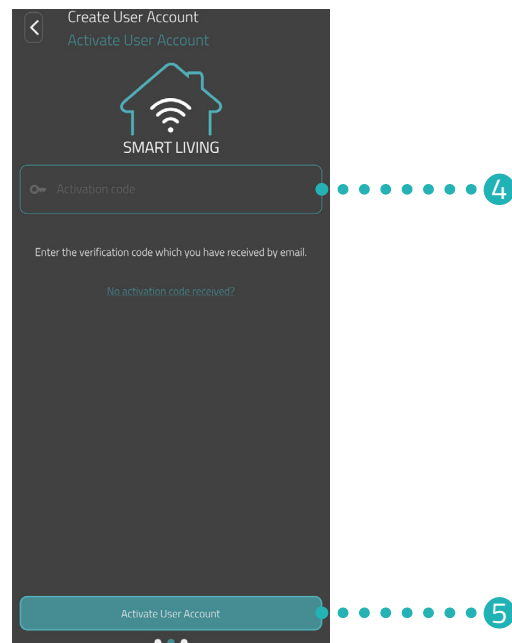 Create User Account
Activate User Account
SMART LIVING
Activation code
4
Enter the verification code which you have received by email.
No activation code received?
Activate User Account
5